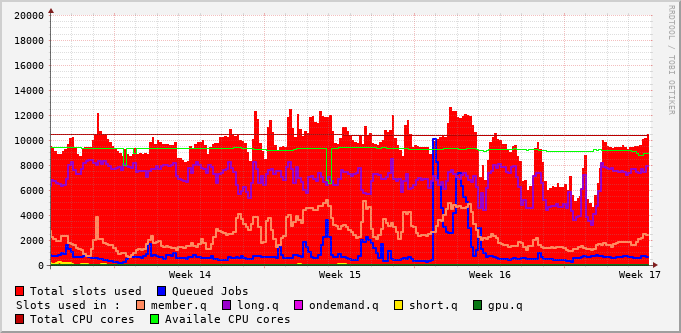 RRDTOOL / TOBI OETIKER
20000
18000
16000
14000
12000
10000
8000
6000
4000
2000
0
Week 14 Week 15 Week 16 Week 17
Total slots used Queued Jobs
Slots used in : member.q long.q ondemand.q short.q gpu.q
Total CPU cores Availale CPU cores